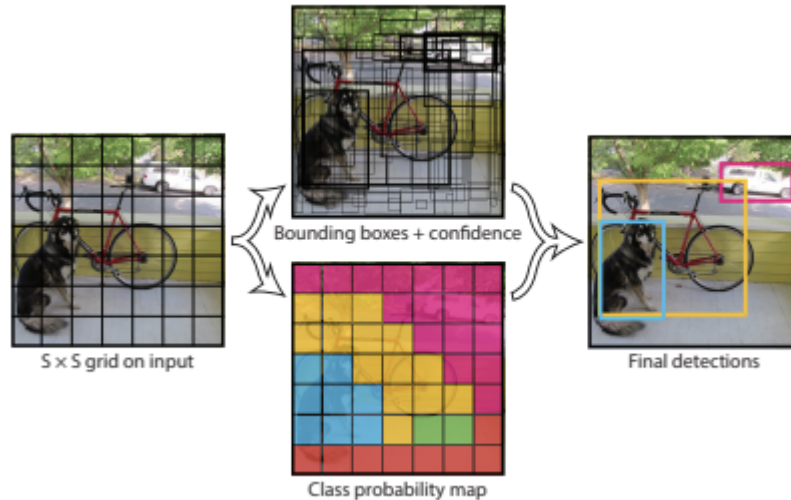 Bounding boxes + confidence
S × S grid on input
Final detections
Class probability map